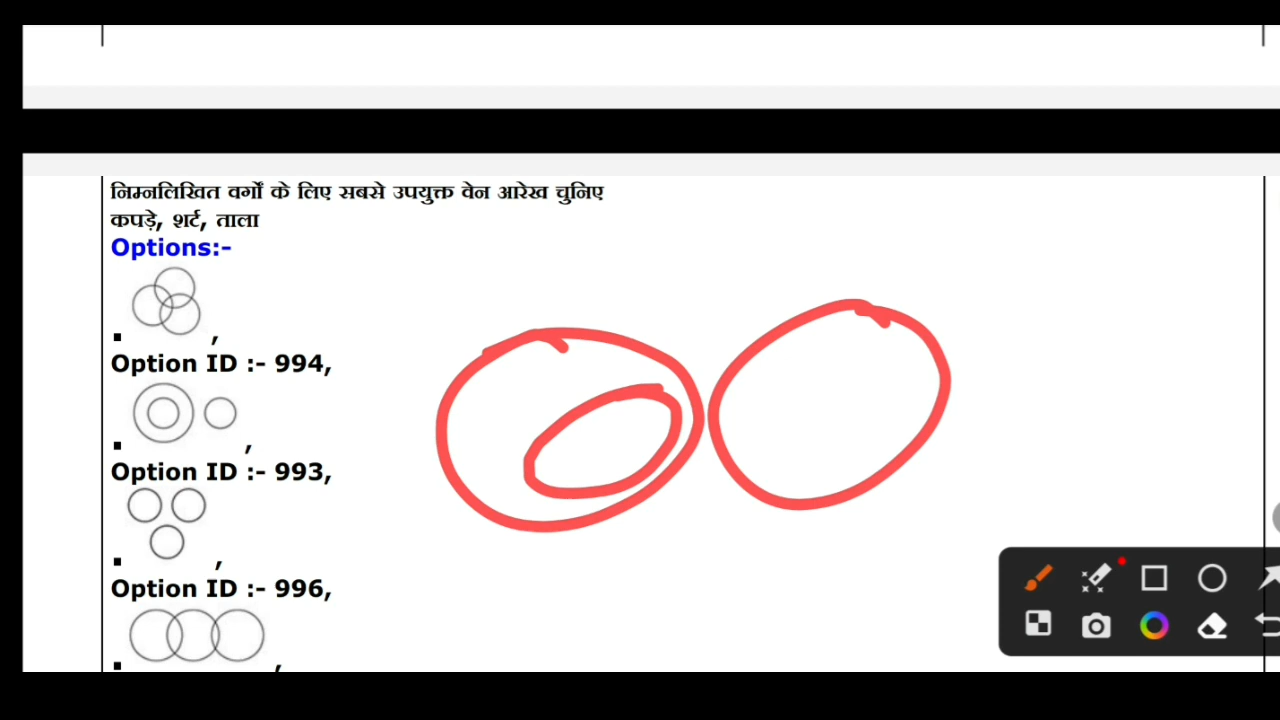 निम्नलिखित वर्गों के लिए सबसे उपयुक्त वेन आरेख चुनिए
कपड़े, शर्ट, ताला
Options:-
,
Option ID :- 994,
,
Option ID :- 993,
,
Option ID :- 996,
,